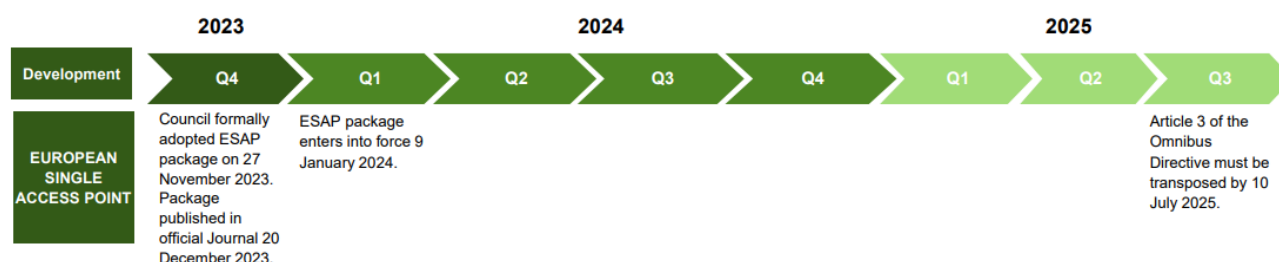 2023
2024
2025
Development
Q4
Q1
Q2
Q3
Q4
Q1
Q2
Q3
EUROPEAN
SINGLE
ACCESS POINT
Council formally
adopted ESAP
package on 27
November 2023.
Package
published in
official Journal 20
December 2023.
ESAP package
enters into force 9
January 2024.
Article 3 of the
Omnibus
Directive must be
transposed by 10
July 2025.